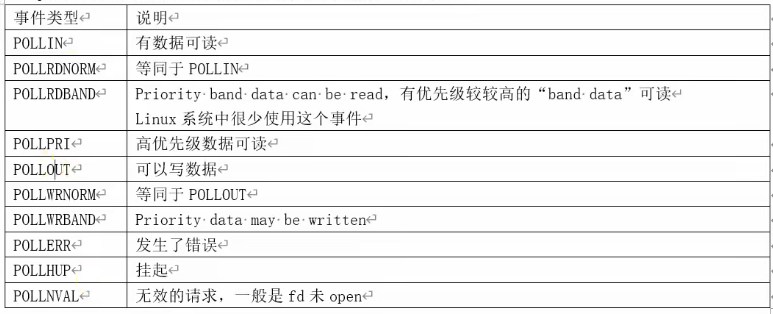 事件类型 说明
POLLIN 有数据可读
POLLRDNORM 等同于 POLLIN
POLLRDBAND Priority band data can be read，有优先级较较高的“band data”可读
Linux 系统中很少使用这个事件
POLLPRI 高优先级数据可读
POLLOUT 可以写数据
POLLWRNORM 等同于 POLLOUT
POLLWRBAND Priority data may be written
POLLERR 发生了错误
POLLHUP 挂起
POLLNVAL 无效的请求，一般是 fd 未 open